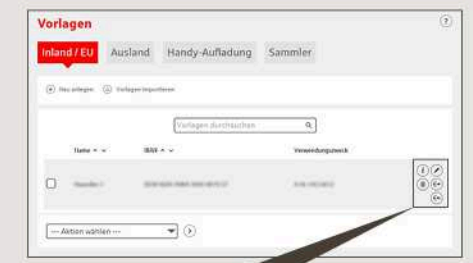 Vorlagen
?
Inland / EU Ausland Handy-Aufladung Sammler
Neu anlegen Vorlagen importieren
Vorlagen durchsuchen
Name IBAN Verwendungszweck
--- Aktion wählen ---